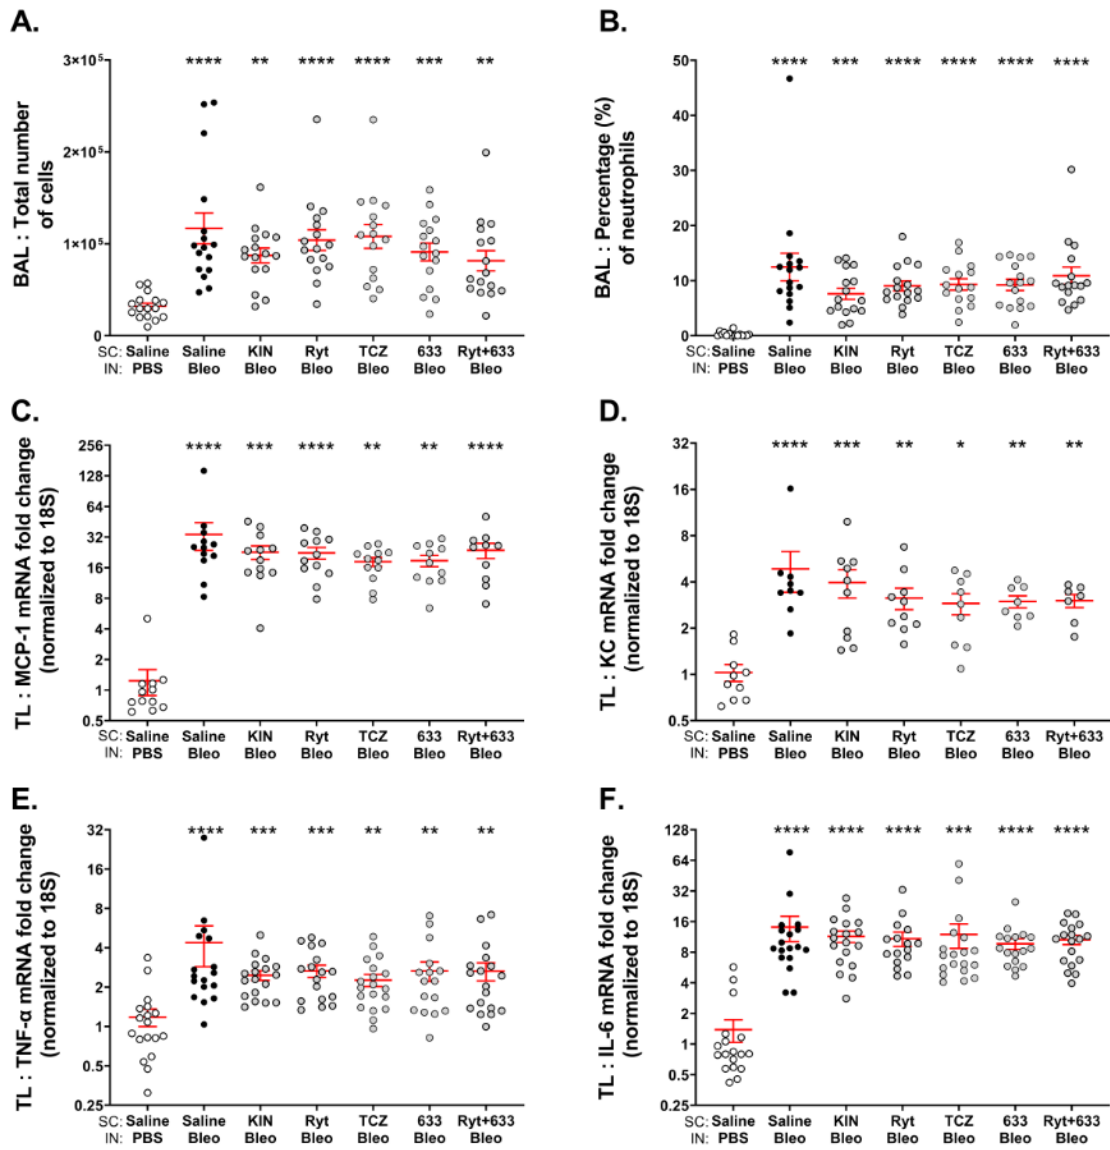 A.
BAL : Total number
of cells
3×10⁵
2×10⁵
1×10⁵
0
**** ** **** **** *** **
SC: Saline Saline KIN Ryt TCZ 633 Ryt+633
IN: PBS Bleo Bleo Bleo Bleo Bleo Bleo
B.
BAL : Percentage (%)
of neutrophils
50
40
30
20
10
0
**** *** **** **** **** ****
SC: Saline Saline KIN Ryt TCZ 633 Ryt+633
IN: PBS Bleo Bleo Bleo Bleo Bleo Bleo
C.
TL : MCP-1 mRNA fold change
(normalized to 18S)
256
128
64
32
16
8
4
2
1
0.5
**** *** **** ** ** ****
SC: Saline Saline KIN Ryt TCZ 633 Ryt+633
IN: PBS Bleo Bleo Bleo Bleo Bleo Bleo
D.
TL : KC mRNA fold change
(normalized to 18S)
32
16
8
4
2
1
0.5
**** *** ** * ** **
SC: Saline Saline KIN Ryt TCZ 633 Ryt+633
IN: PBS Bleo Bleo Bleo Bleo Bleo Bleo
E.
TL : TNF-α mRNA fold change
(normalized to 18S)
32
16
8
4
2
1
0.5
0.25
**** *** *** ** ** **
SC: Saline Saline KIN Ryt TCZ 633 Ryt+633
IN: PBS Bleo Bleo Bleo Bleo Bleo Bleo
F.
TL : IL-6 mRNA fold change
(normalized to 18S)
128
64
32
16
8
4
2
1
0.5
0.25
**** **** **** *** **** ****
SC: Saline Saline KIN Ryt TCZ 633 Ryt+633
IN: PBS Bleo Bleo Bleo Bleo Bleo Bleo